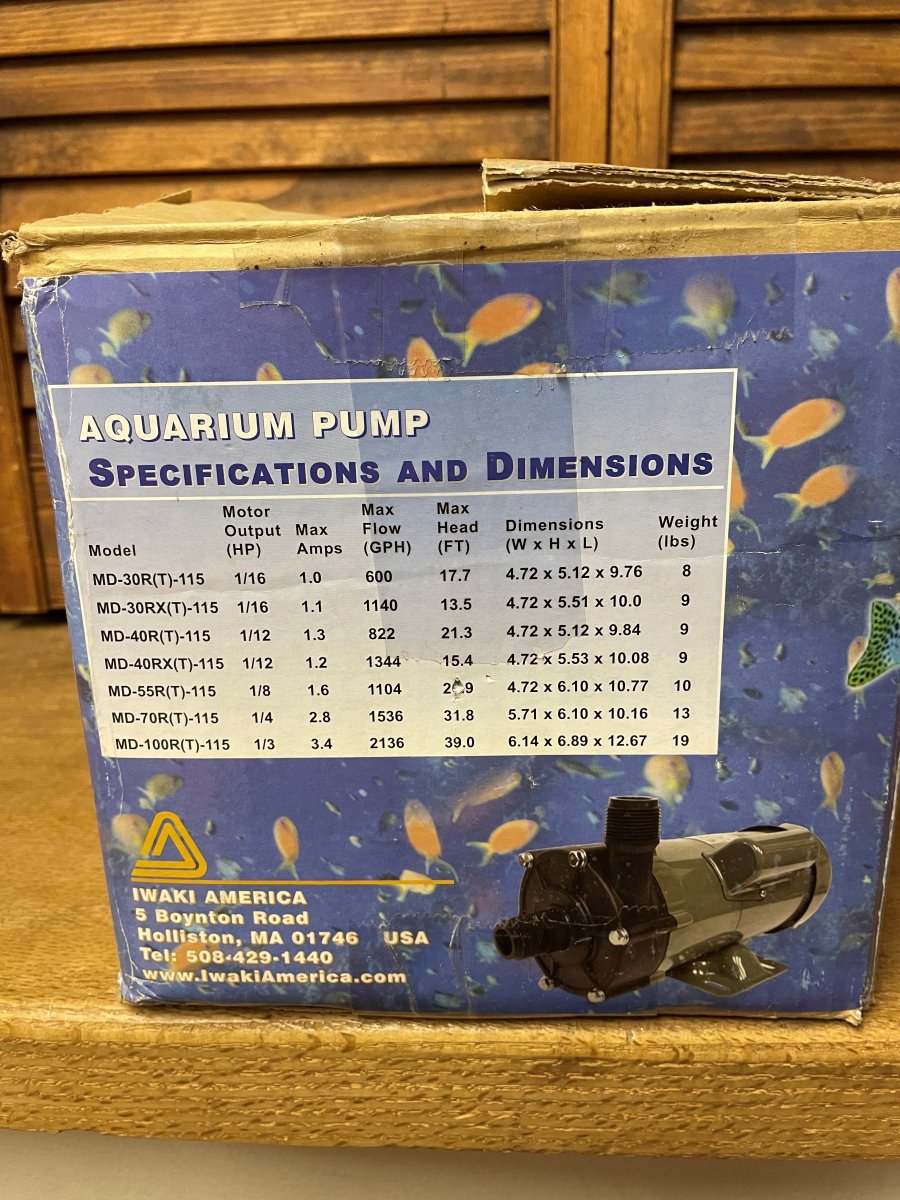 AQUARIUM PUMP
SPECIFICATIONS AND DIMENSIONS
Model Motor Output (HP) Max Amps Max Flow (GPH) Max Head (FT) Dimensions (W x H x L) Weight (lbs)
MD-30R(T)-115 1/16 1.0 600 17.7 4.72 x 5.12 x 9.76 8
MD-30RX(T)-115 1/16 1.1 1140 13.5 4.72 x 5.51 x 10.0 9
MD-40R(T)-115 1/12 1.3 822 21.3 4.72 x 5.12 x 9.84 9
MD-40RX(T)-115 1/12 1.2 1344 15.4 4.72 x 5.53 x 10.08 9
MD-55R(T)-115 1/8 1.6 1104 4.72 x 6.10 x 10.77 10
MD-70R(T)-115 1/4 2.8 1536 31.8 5.71 x 6.10 x 10.16 13
MD-100R(T)-115 1/3 3.4 2136 39.0 6.14 x 6.89 x 12.67 19
IWAKI AMERICA
5 Boynton Road
Holliston, MA 01746 USA
Tel: 508-429-1440
www.IwakiAmerica.com